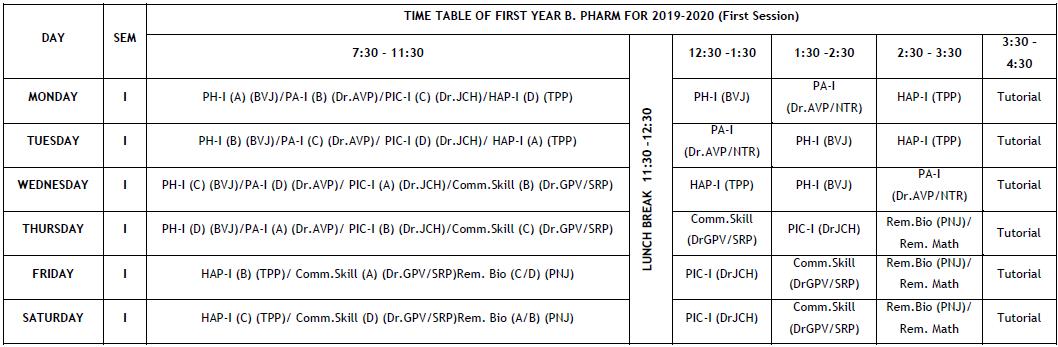 DAY
SEM
TIME TABLE OF FIRST YEAR B. PHARM FOR 2019-2020 (First Session)
7:30 - 11:30
LUNCH BREAK 11:30 -12:30
12:30 -1:30
1:30 -2:30
2:30 - 3:30
3:30 -
4:30
MONDAY
I
PH-I (A) (BVJ)/PA-I (B) (Dr.AVP)/PIC-I (C) (Dr.JCH)/HAP-I (D) (TPP)
PH-I (BVJ)
PA-I
(Dr.AVP/NTR)
HAP-I (TPP)
Tutorial
TUESDAY
I
PH-I (B) (BVJ)/PA-I (C) (Dr.AVP)/ PIC-I (D) (Dr.JCH)/ HAP-I (A) (TPP)
PA-I
(Dr.AVP/NTR)
PH-I (BVJ)
HAP-I (TPP)
Tutorial
WEDNESDAY
I
PH-I (C) (BVJ)/PA-I (D) (Dr.AVP)/ PIC-I (A) (Dr.JCH)/Comm.Skill (B) (Dr.GPV/SRP)
HAP-I (TPP)
PH-I (BVJ)
PA-I
(Dr.AVP/NTR)
Tutorial
THURSDAY
I
PH-I (D) (BVJ)/PA-I (A) (Dr.AVP)/ PIC-I (B) (Dr.JCH)/Comm.Skill (C) (Dr.GPV/SRP)
Comm.Skill
(DrGPV/SRP)
PIC-I (DrJCH)
Rem.Bio (PNJ)/
Rem. Math
Tutorial
FRIDAY
I
HAP-I (B) (TPP)/ Comm.Skill (A) (Dr.GPV/SRP)Rem. Bio (C/D) (PNJ)
PIC-I (DrJCH)
Comm.Skill
(DrGPV/SRP)
Rem.Bio (PNJ)/
Rem. Math
Tutorial
SATURDAY
I
HAP-I (C) (TPP)/ Comm.Skill (D) (Dr.GPV/SRP)Rem. Bio (A/B) (PNJ)
PIC-I (DrJCH)
Comm.Skill
(DrGPV/SRP)
Rem.Bio (PNJ)/
Rem. Math
Tutorial